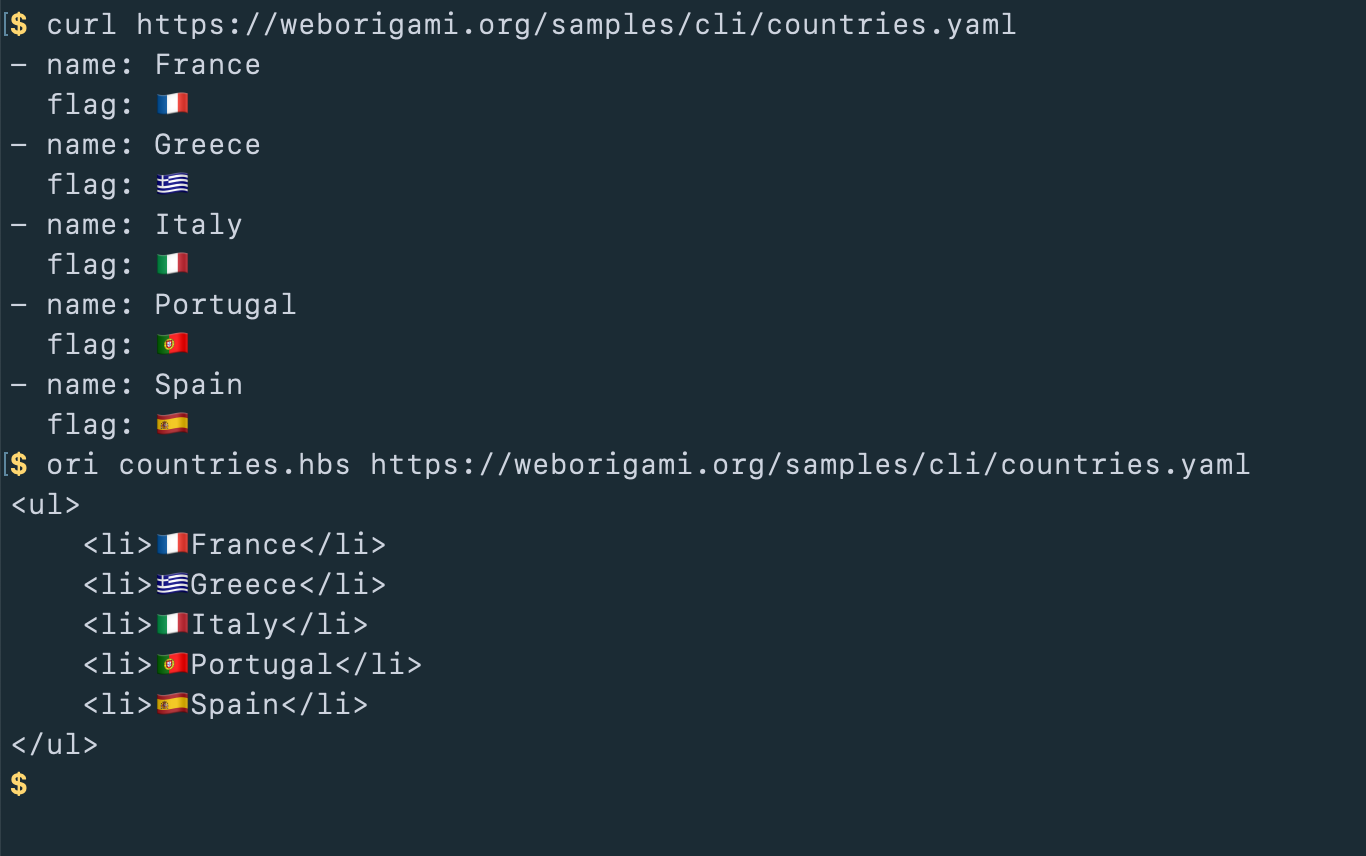 $ curl https://weborigami.org/samples/cli/countries.yaml
- name: France
  flag: 🇫🇷
- name: Greece
  flag: 🇬🇷
- name: Italy
  flag: 🇮🇹
- name: Portugal
  flag: 🇵🇹
- name: Spain
  flag: 🇪🇸
$ ori countries.hbs https://weborigami.org/samples/cli/countries.yaml
<ul>
    <li>🇫🇷France</li>
    <li>🇬🇷Greece</li>
    <li>🇮🇹Italy</li>
    <li>🇵🇹Portugal</li>
    <li>🇪🇸Spain</li>
</ul>
$